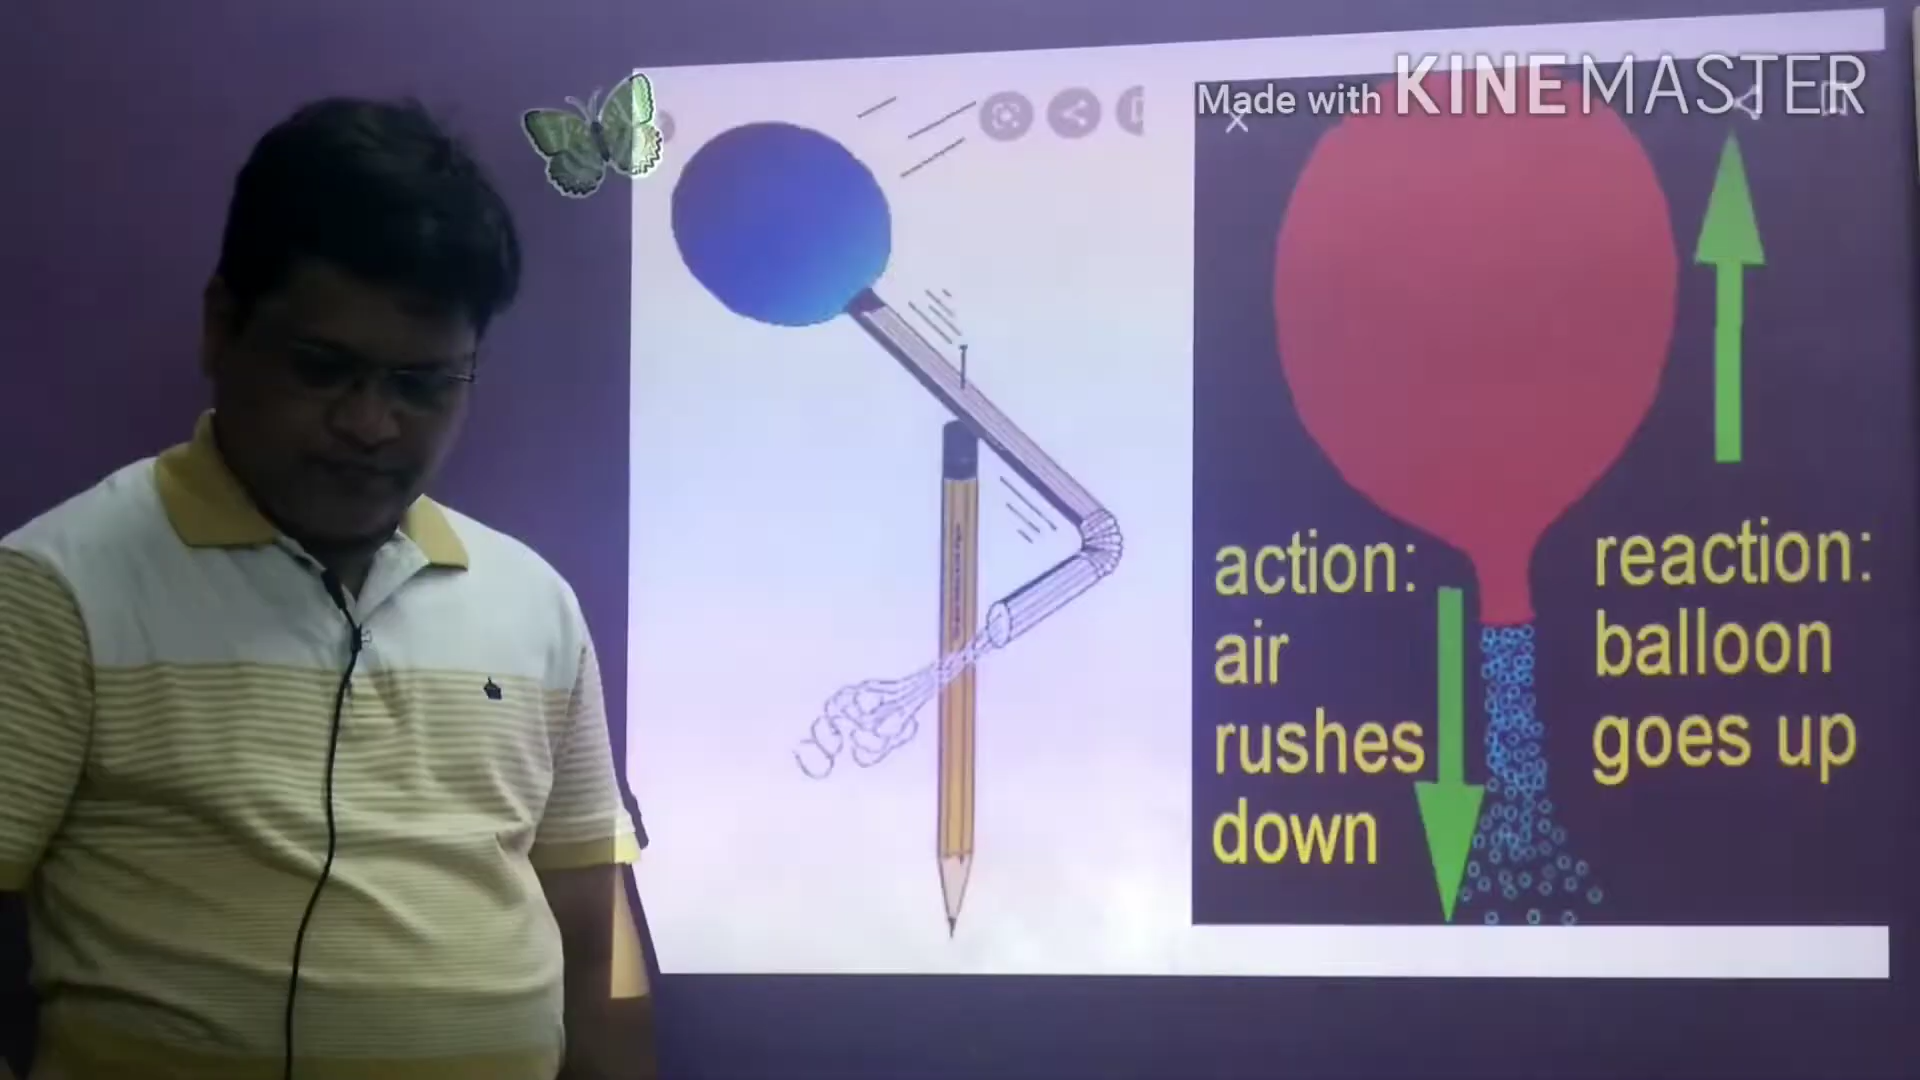 Made with KINEMASTER
action:
air
rushes
down
reaction:
balloon
goes up